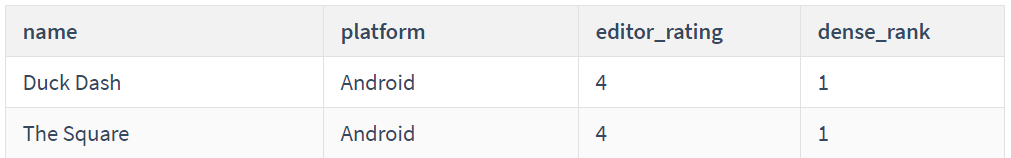 name platform editor_rating dense_rank
Duck Dash Android 4 1
The Square Android 4 1